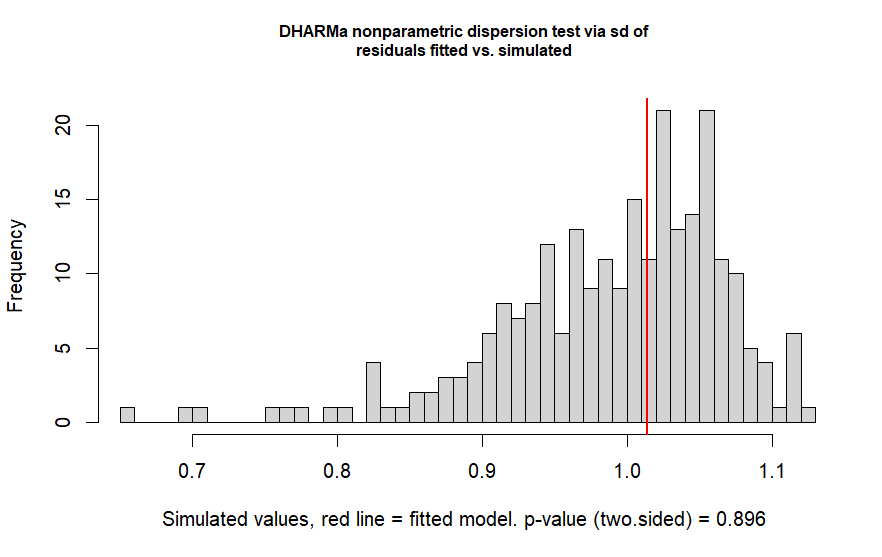 DHARMa nonparametric dispersion test via sd of
residuals fitted vs. simulated
Frequency
20
15
10
5
0
0.7 0.8 0.9 1.0 1.1
Simulated values, red line = fitted model. p-value (two.sided) = 0.896